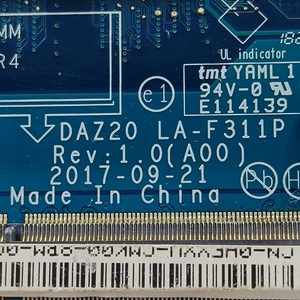 MM
R4
182
UL indicator
tmt YAML 1
94V-0
E114139
e1
DAZ20 LA-F311P
Rev:1.0(A00)
2017-09-21
Made In China
Pb
H